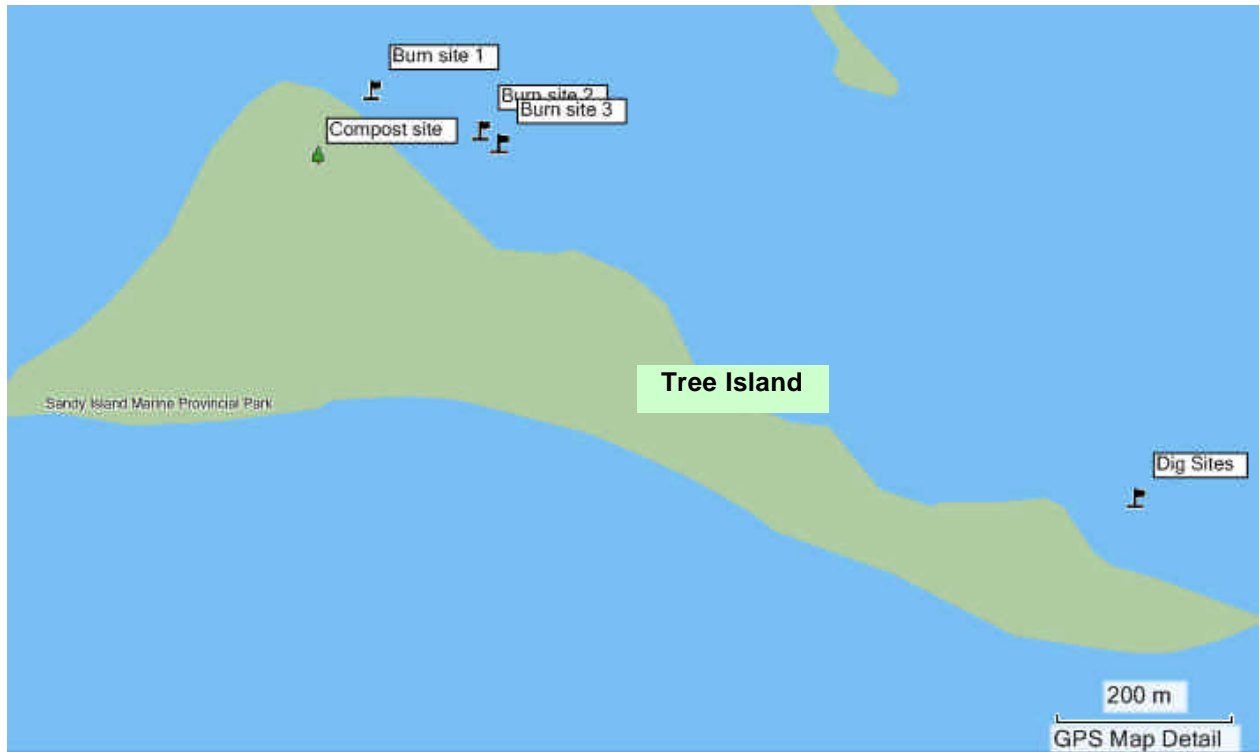 Burn site 1
Burn site 2
Burn site 3
Compost site
Tree Island
Sandy Island Marine Provincial Park
Dig Sites
200 m
GPS Map Detail